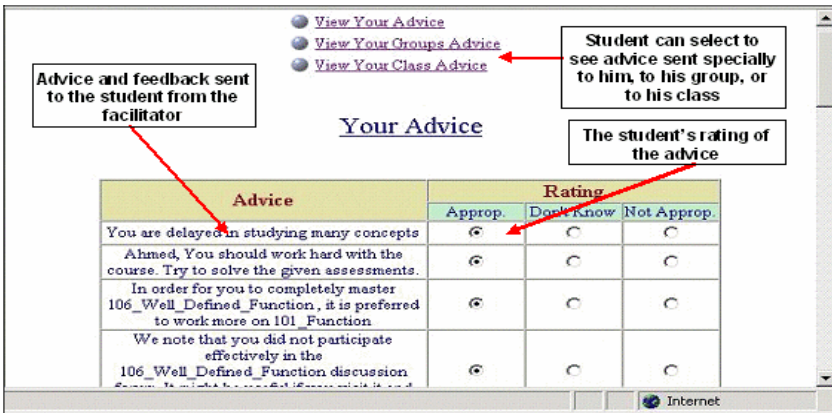 View Your Advice
View Your Groups Advice
View Your Class Advice
Student can select to
see advice sent specially
to him, to his group, or
to his class
Advice and feedback sent
to the student from the
facilitator
Your Advice
The student's rating of
the advice
Advice
Rating
Approp.
Don't Know
Not Approp.
You are delayed in studying many concepts
Ahmed, You should work hard with the
course. Try to solve the given assessments.
In order for you to completely master
106_Well_Defined_Function , it is preferred
to work more on 101_Function
We note that you did not participate
effectively in the
106_Well_Defined_Function discussion
Internet